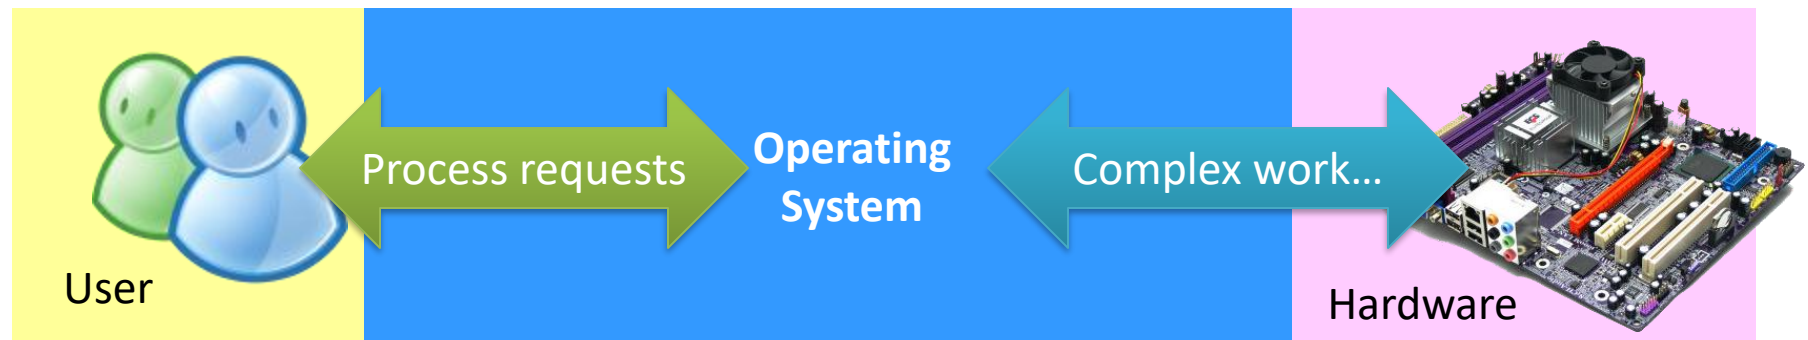 User
Process requests
Operating
System
Complex work...
Hardware